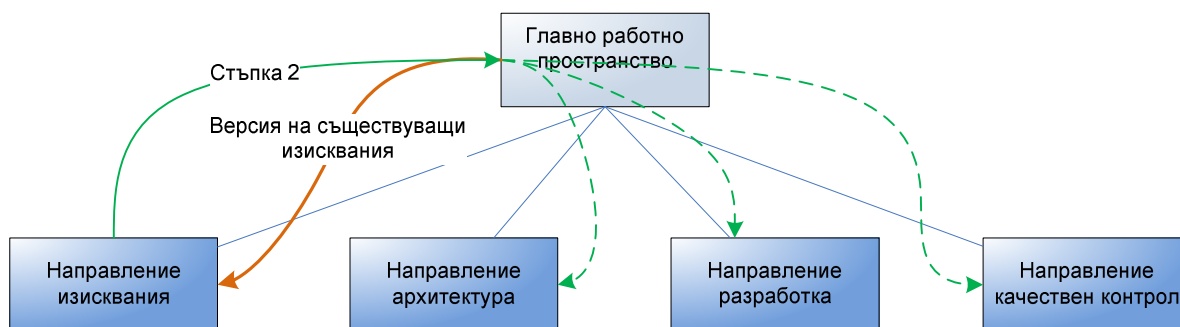 Главно работно
пространство
Стъпка 2
Версия на съществуващи
изисквания
Направление
изисквания
Направление
архитектура
Направление
разработка
Направление
качествен контрол